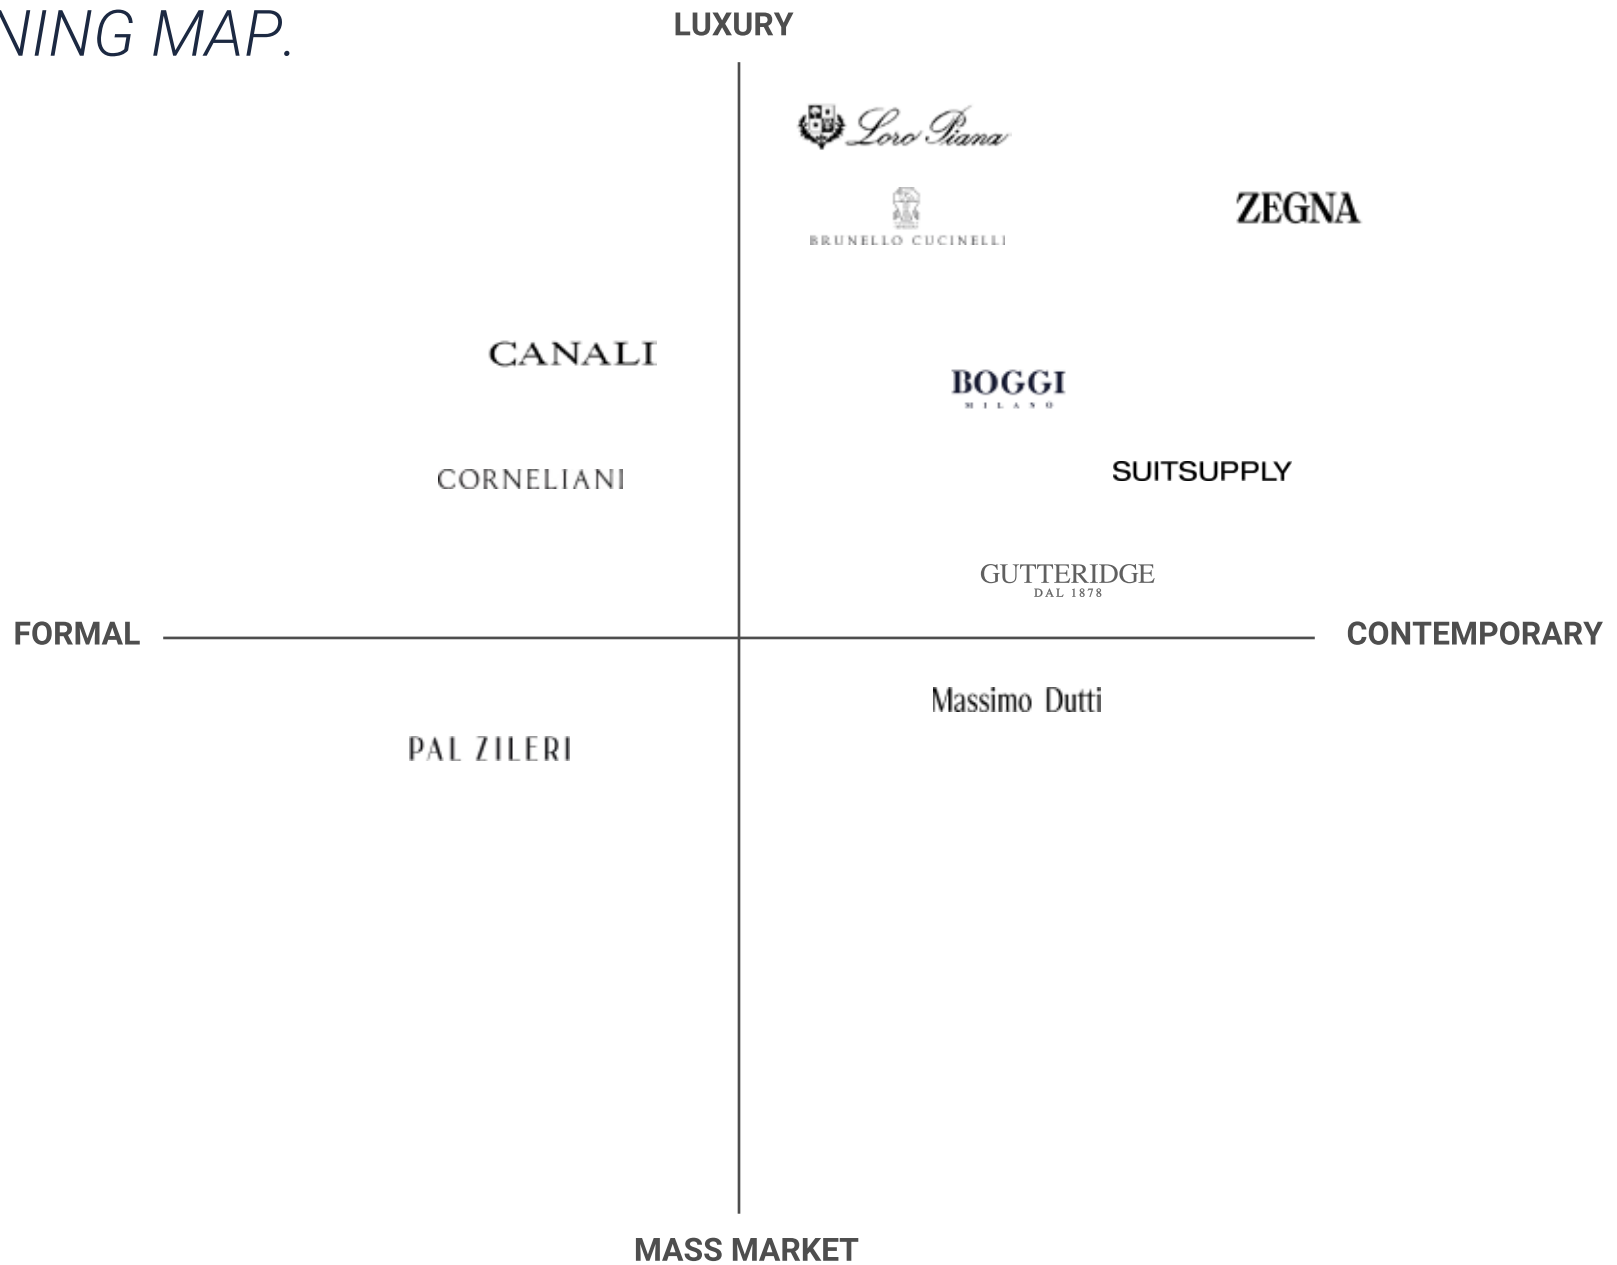 NING MAP.
LUXURY
Loro Piana
BRUNELLO CUCINELLI
ZEGNA
CANALI
BOGGI
MILANO
CORNELIANI
SUITSUPPLY
GUTTERIDGE
DAL 1878
FORMAL
CONTEMPORARY
Massimo Dutti
PAL ZILERI
MASS MARKET